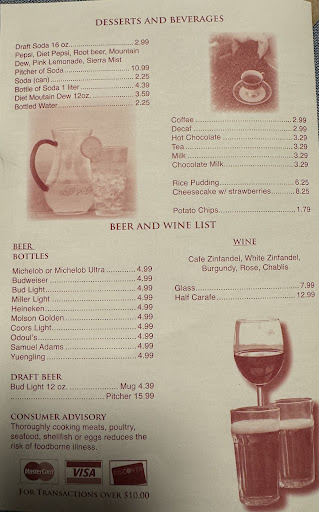 DESSERTS AND BEVERAGES
Draft Soda 16 oz. 2.99
Pepsi, Diet Pepsi, Root beer, Mountain
Dew, Pink Lemonade, Sierra Mist
Pitcher of Soda 10.99
Soda (can) 2.25
Bottle of Soda 1 liter 4.39
Diet Moutain Dew 12oz. 3.59
Bottled Water 2.25
Coffee 2.99
Decaf 2.99
Hot Chocolate 3.29
Tea 3.29
Milk 3.29
Chocolate Milk 3.29
Rice Pudding 6.25
Cheesecake w/ strawberries 8.25
Potato Chips 1.79
BEER AND WINE LIST
BEER
BOTTLES
Michelob or Michelob Ultra 4.99
Budweiser 4.99
Bud Light 4.99
Miller Light 4.99
Heineken 4.99
Molson Golden 4.99
Coors Light 4.99
Odoul's 4.99
Samuel Adams 4.99
Yuengling 4.99
DRAFT BEER
Bud Light 12 oz. Mug 4.39
Pitcher 15.99
CONSUMER ADVISORY
Thoroughly cooking meats, poultry,
seafood, shellfish or eggs reduces the
risk of foodborne illness.
MasterCard VISA DISCOVER
FOR TRANSACTIONS OVER $10.00
WINE
Cafe Zinfandel, White Zinfandel,
Burgundy, Rose, Chablis
Glass 7.99
Half Carafe 12.99